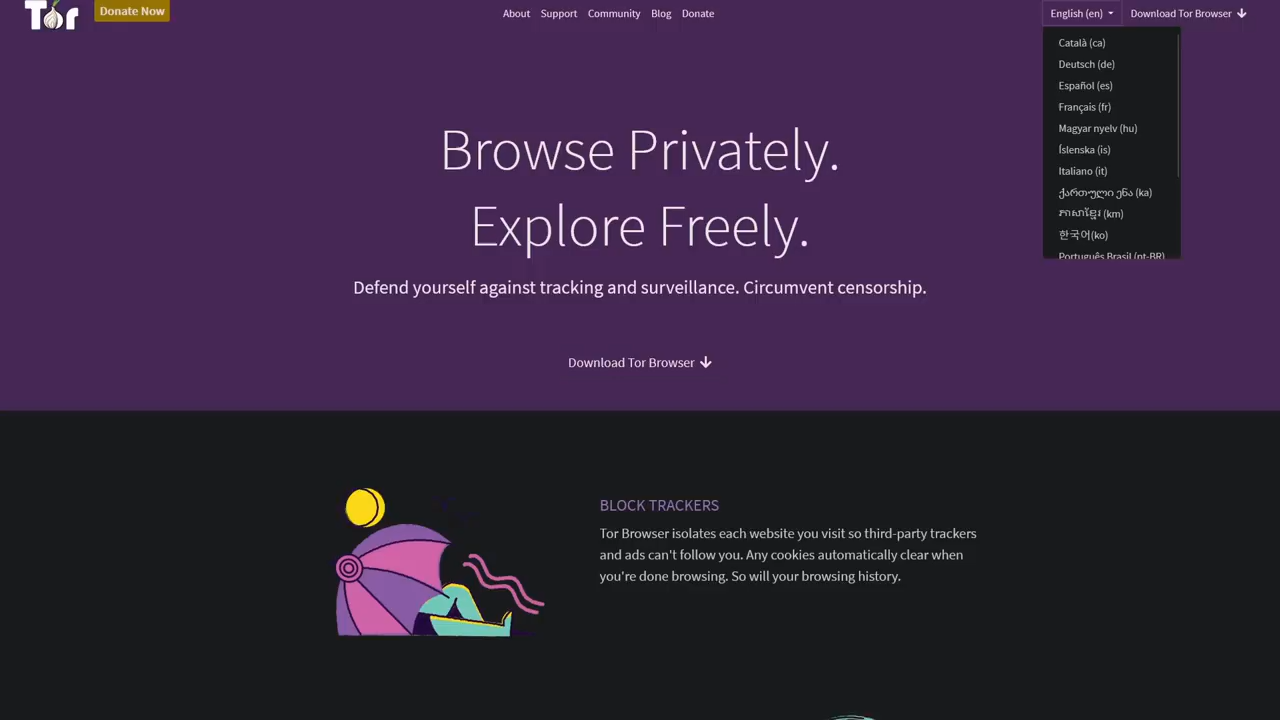 Tor
Donate Now
About
Support
Community
Blog
Donate
English (en)
Download Tor Browser
Català (ca)
Deutsch (de)
Español (es)
Français (fr)
Magyar nyelv (hu)
Íslenska (is)
Italiano (it)
ქართული ენა (ka)
ភាសាខ្មែរ (km)
한국어(ko)
Português Brasil (pt-BR)
Browse Privately.
Explore Freely.
Defend yourself against tracking and surveillance. Circumvent censorship.
Download Tor Browser
BLOCK TRACKERS
Tor Browser isolates each website you visit so third-party trackers
and ads can't follow you. Any cookies automatically clear when
you're done browsing. So will your browsing history.